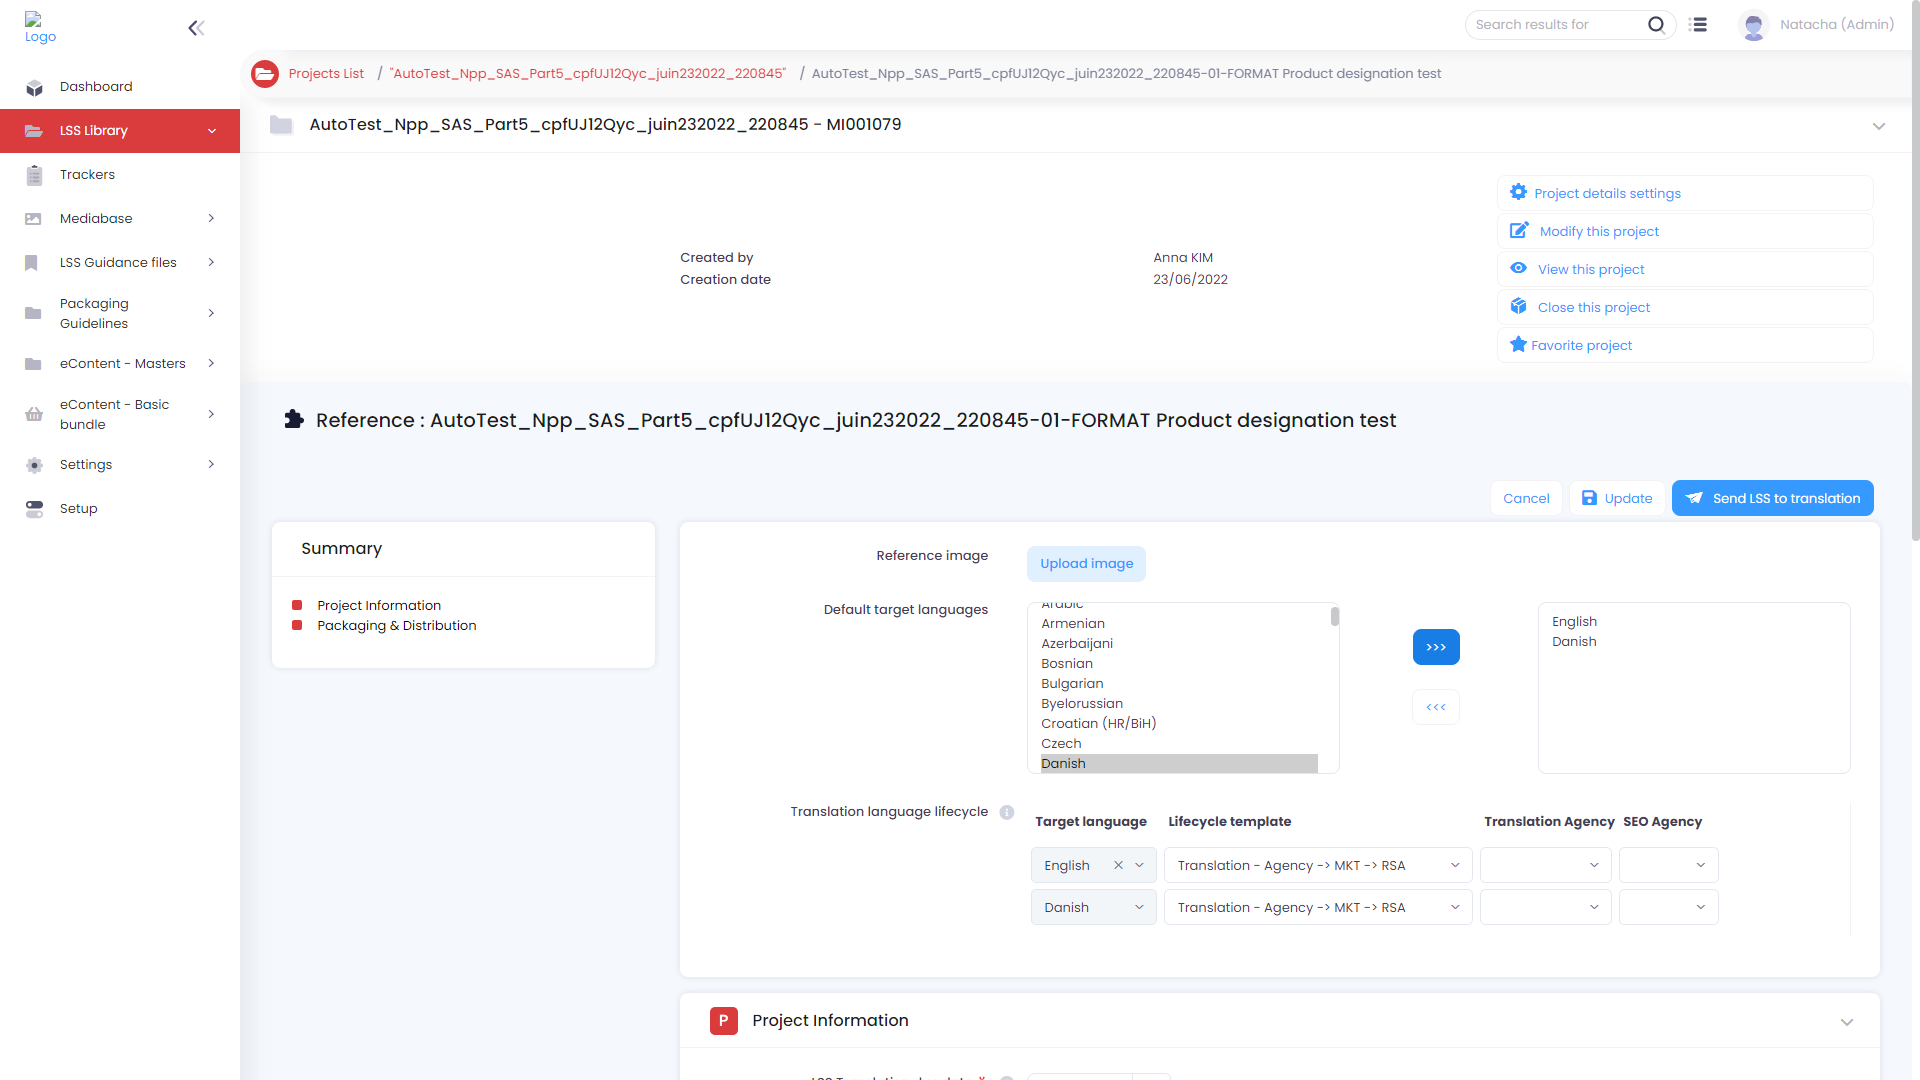 Logo
Search results for
Natacha (Admin)
Dashboard
LSS Library
Trackers
Mediabase
LSS Guidance files
Packaging
Guidelines
eContent - Masters
eContent - Basic
bundle
Settings
Setup
Projects List / "AutoTest_Npp_SAS_Part5_cpfUJ12Qyc_juin232022_220845" / AutoTest_Npp_SAS_Part5_cpfUJ12Qyc_juin232022_220845-01-FORMAT Product designation test
AutoTest_Npp_SAS_Part5_cpfUJ12Qyc_juin232022_220845 - MI001079
Created by Anna KIM
Creation date 23/06/2022
Project details settings
Modify this project
View this project
Close this project
Favorite project
Reference : AutoTest_Npp_SAS_Part5_cpfUJ12Qyc_juin232022_220845-01-FORMAT Product designation test
Cancel Update Send LSS to translation
Summary
Project Information
Packaging & Distribution
Reference image
Upload image
Default target languages
Arabic
Armenian
Azerbaijani
Bosnian
Bulgarian
Byelorussian
Croatian (HR/BiH)
Czech
Danish
>>>
<<<
English
Danish
Translation language lifecycle
Target language Lifecycle template Translation Agency SEO Agency
English Translation - Agency -> MKT -> RSA
Danish Translation - Agency -> MKT -> RSA
P Project Information